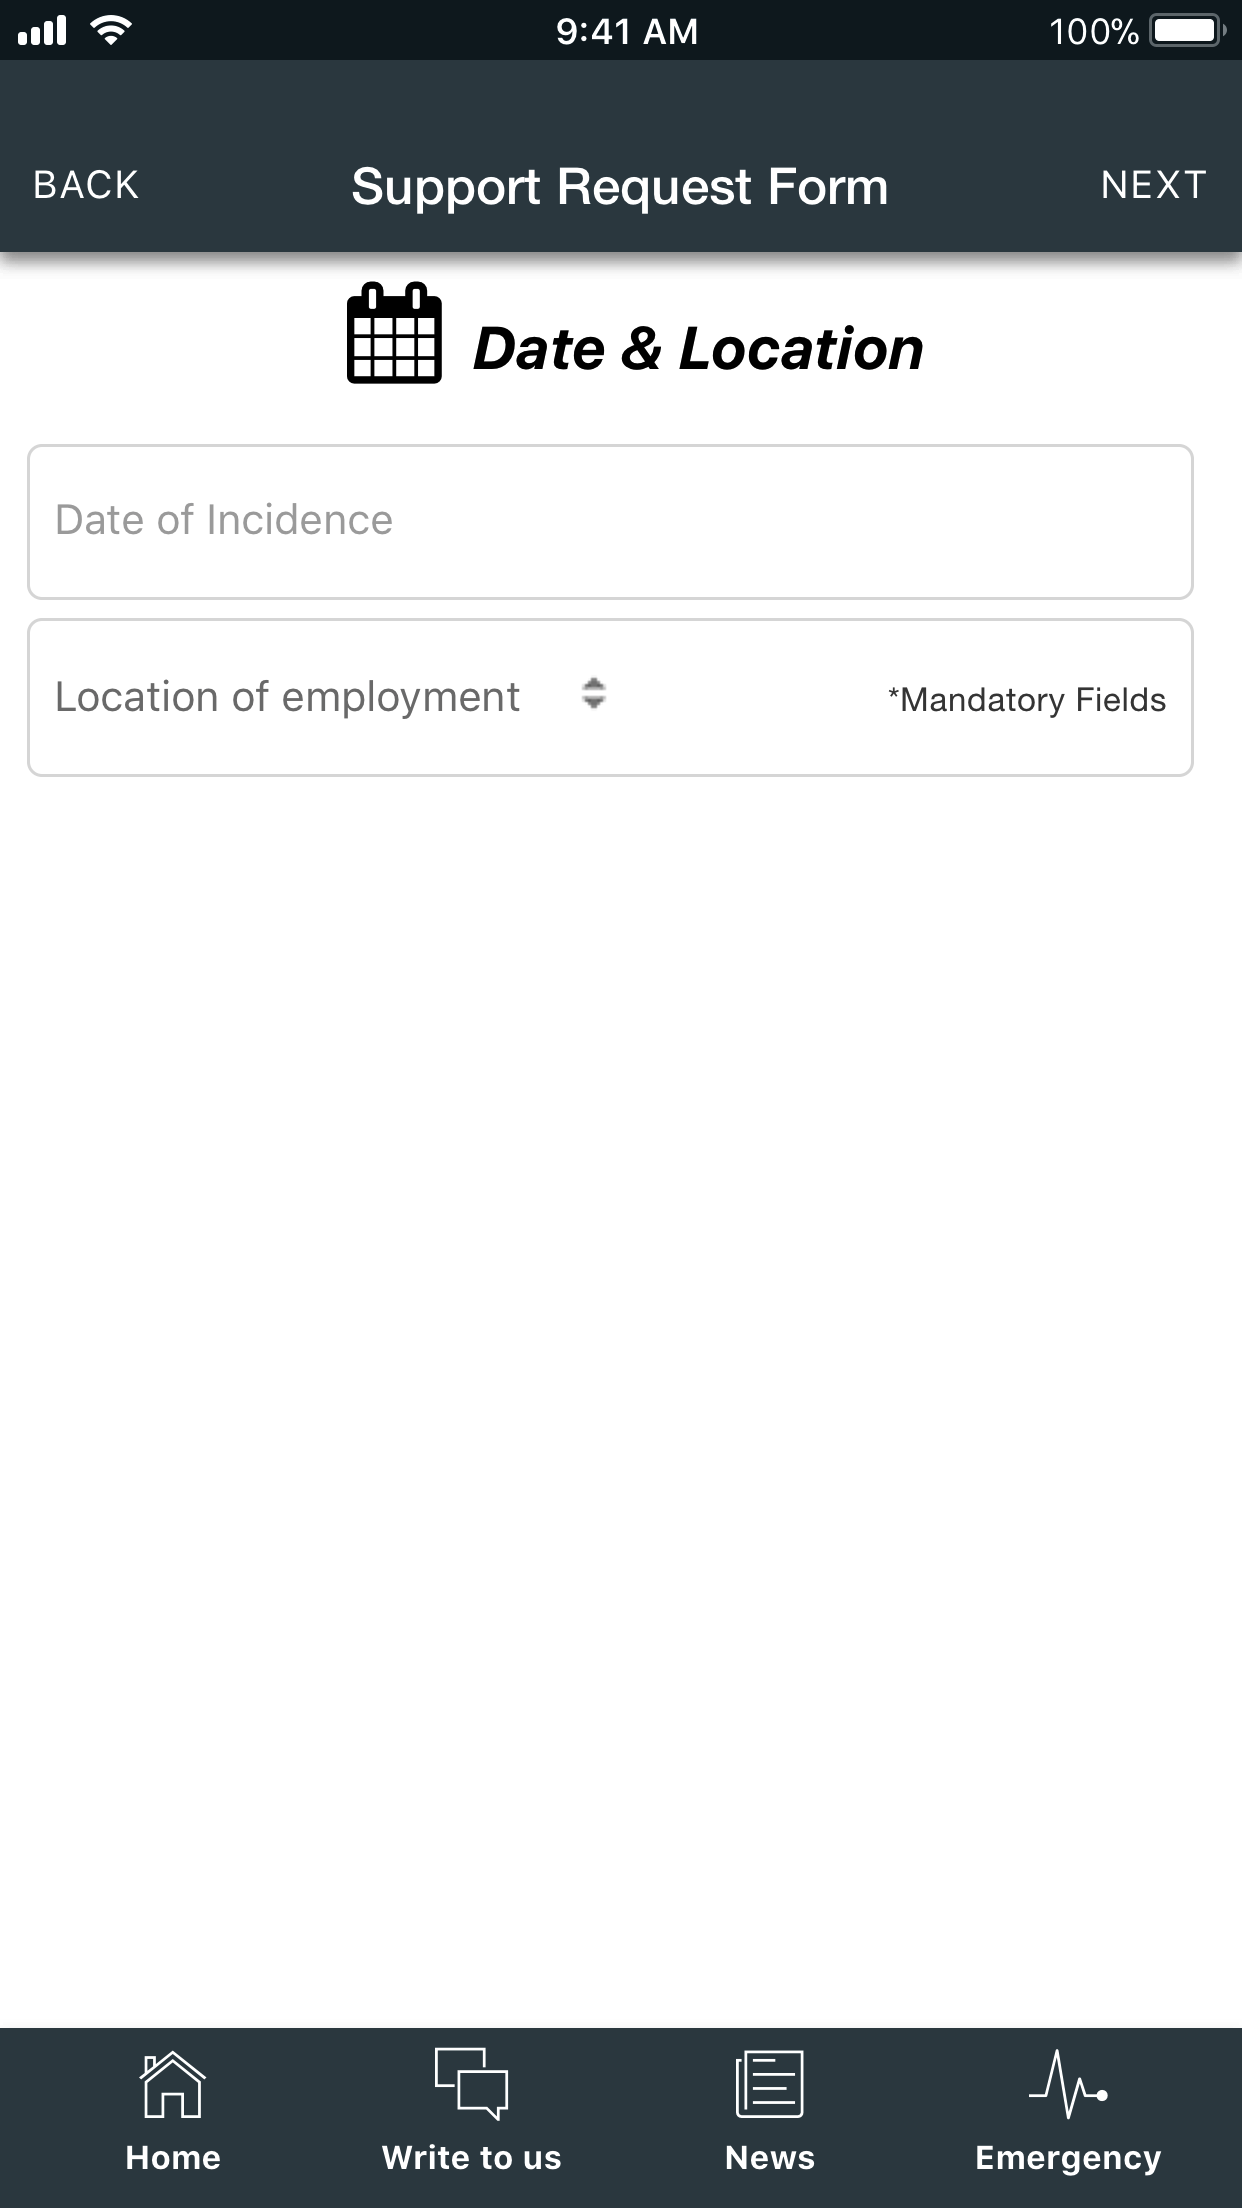 9:41 AM 100%
BACK Support Request Form NEXT
Date & Location
Date of Incidence
Location of employment *Mandatory Fields
Home Write to us News Emergency